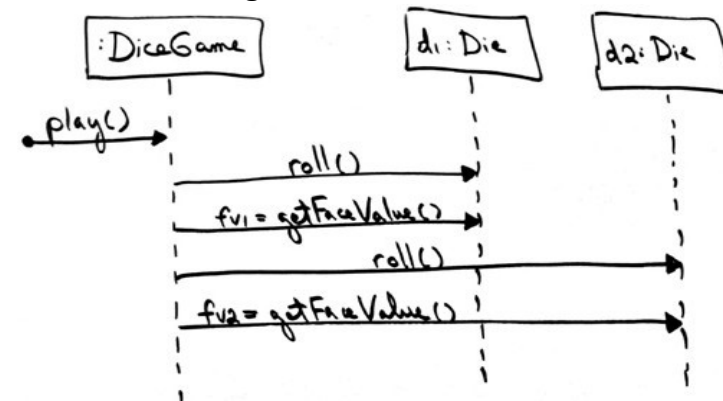 :DiceGame
d1: Die
d2: Die
play()
roll()
fv1 = getFaceValue()
roll()
fv2 = getFaceValue()